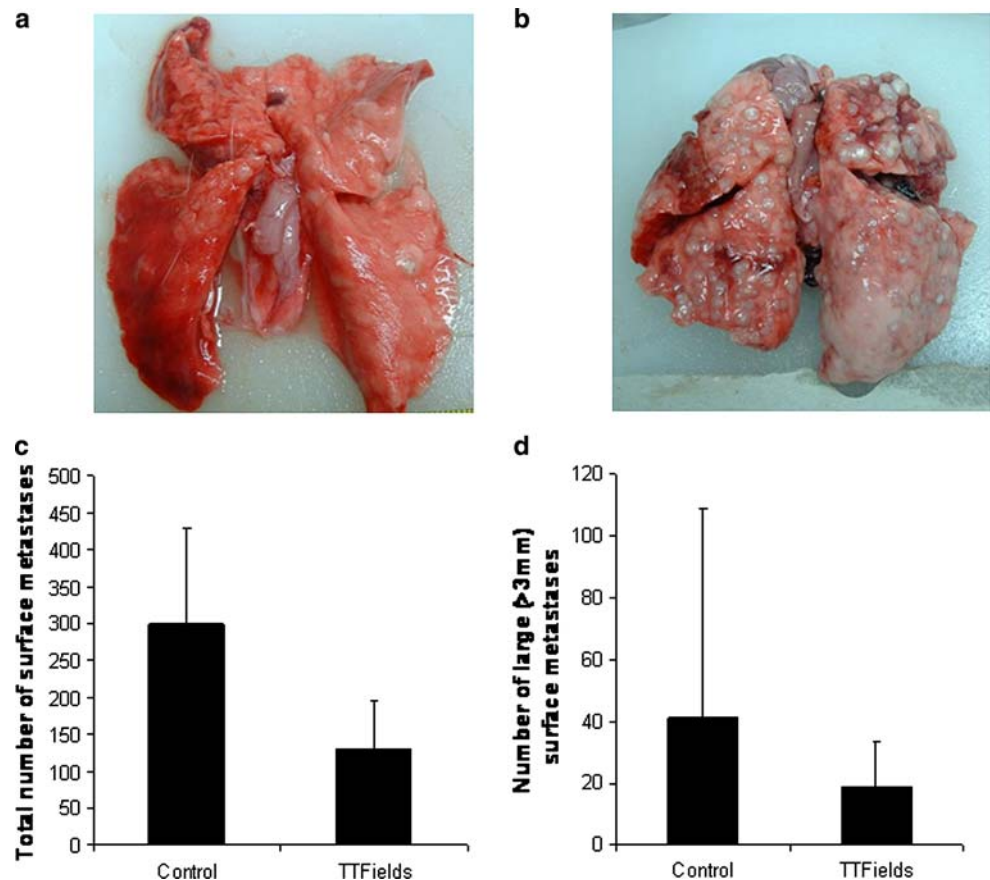 a
b
c
Total number of surface metastases
500
450
400
350
300
250
200
150
100
50
0
Control
TTFields
d
Number of large (>3mm)
surface metastases
120
100
80
60
40
20
0
Control
TTFields